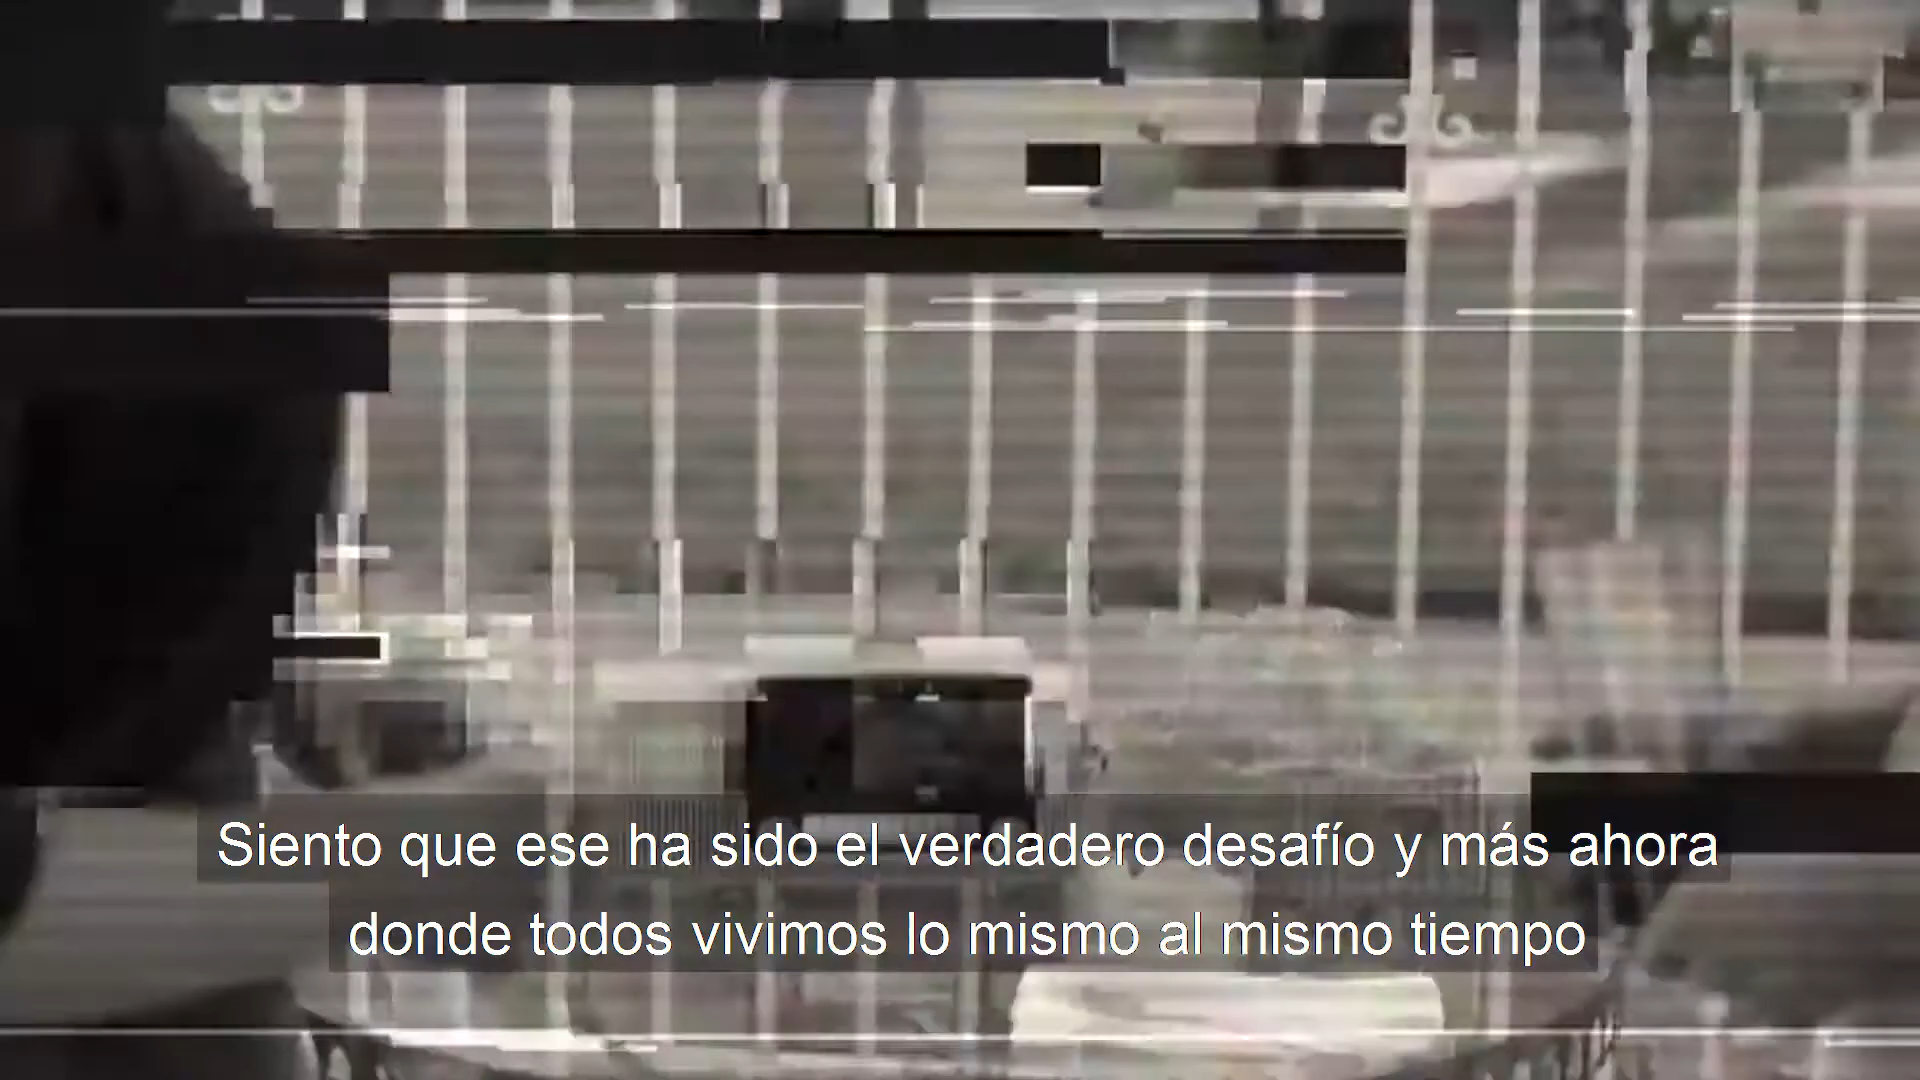 Siento que ese ha sido el verdadero desafío y más ahora
donde todos vivimos lo mismo al mismo tiempo